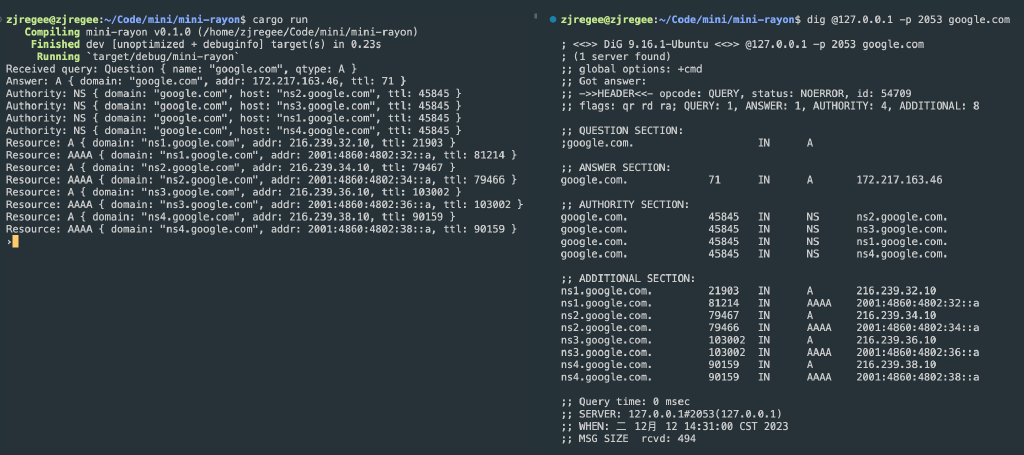 zjregee@zjregee:~/Code/mini/mini-rayon$ cargo run
   Compiling mini-rayon v0.1.0 (/home/zjregee/Code/mini/mini-rayon)
    Finished dev [unoptimized + debuginfo] target(s) in 0.23s
     Running `target/debug/mini-rayon`
Received query: Question { name: "google.com", qtype: A }
Answer: A { domain: "google.com", addr: 172.217.163.46, ttl: 71 }
Authority: NS { domain: "google.com", host: "ns2.google.com", ttl: 45845 }
Authority: NS { domain: "google.com", host: "ns3.google.com", ttl: 45845 }
Authority: NS { domain: "google.com", host: "ns1.google.com", ttl: 45845 }
Authority: NS { domain: "google.com", host: "ns4.google.com", ttl: 45845 }
Resource: A { domain: "ns1.google.com", addr: 216.239.32.10, ttl: 21903 }
Resource: AAAA { domain: "ns1.google.com", addr: 2001:4860:4802:32::a, ttl: 81214 }
Resource: A { domain: "ns2.google.com", addr: 216.239.34.10, ttl: 79467 }
Resource: AAAA { domain: "ns2.google.com", addr: 2001:4860:4802:34::a, ttl: 79466 }
Resource: A { domain: "ns3.google.com", addr: 216.239.36.10, ttl: 103002 }
Resource: AAAA { domain: "ns3.google.com", addr: 2001:4860:4802:36::a, ttl: 103002 }
Resource: A { domain: "ns4.google.com", addr: 216.239.38.10, ttl: 90159 }
Resource: AAAA { domain: "ns4.google.com", addr: 2001:4860:4802:38::a, ttl: 90159 }
zjregee@zjregee:~/Code/mini/mini-rayon$ dig @127.0.0.1 -p 2053 google.com
; <<>> DiG 9.16.1-Ubuntu <<>> @127.0.0.1 -p 2053 google.com
; (1 server found)
;; global options: +cmd
;; Got answer:
;; ->>HEADER<<- opcode: QUERY, status: NOERROR, id: 54709
;; flags: qr rd ra; QUERY: 1, ANSWER: 1, AUTHORITY: 4, ADDITIONAL: 8
;; QUESTION SECTION:
;google.com. IN A
;; ANSWER SECTION:
google.com. 71 IN A 172.217.163.46
;; AUTHORITY SECTION:
google.com. 45845 IN NS ns2.google.com.
google.com. 45845 IN NS ns3.google.com.
google.com. 45845 IN NS ns1.google.com.
google.com. 45845 IN NS ns4.google.com.
;; ADDITIONAL SECTION:
ns1.google.com. 21903 IN A 216.239.32.10
ns1.google.com. 81214 IN AAAA 2001:4860:4802:32::a
ns2.google.com. 79467 IN A 216.239.34.10
ns2.google.com. 79466 IN AAAA 2001:4860:4802:34::a
ns3.google.com. 103002 IN A 216.239.36.10
ns3.google.com. 103002 IN AAAA 2001:4860:4802:36::a
ns4.google.com. 90159 IN A 216.239.38.10
ns4.google.com. 90159 IN AAAA 2001:4860:4802:38::a
;; Query time: 0 msec
;; SERVER: 127.0.0.1#2053(127.0.0.1)
;; WHEN: 二 12月 12 14:31:00 CST 2023
;; MSG SIZE  rcvd: 494